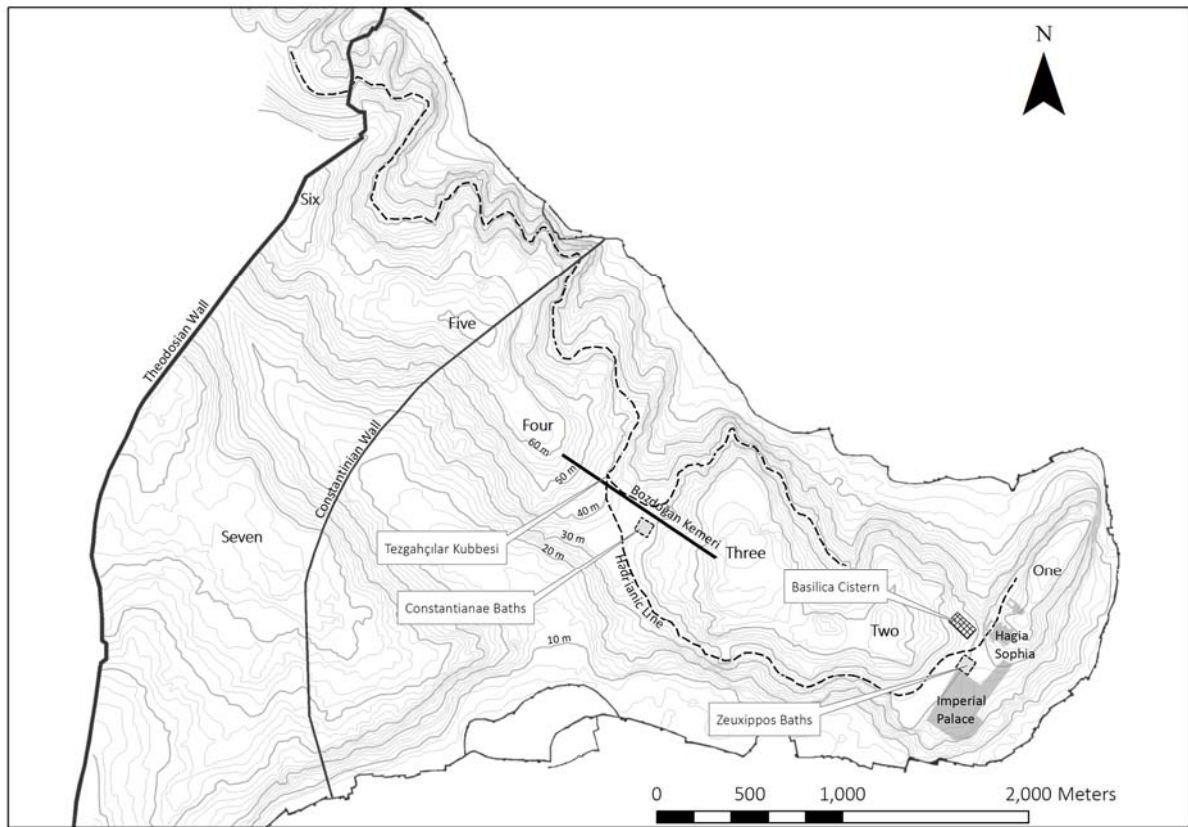 N
Six
Theodosian Wall
Five
Constantinian Wall
Four
60 m
50 m
40 m
30 m
20 m
10 m
Bozdoğan Kemeri
Seven
Tezgahçılar Kubbesi
Three
Hadrianic Line
Constantianae Baths
Basilica Cistern
One
Two
Hagia
Sophia
Imperial
Palace
Zeuxippos Baths
0 500 1,000 2,000 Meters